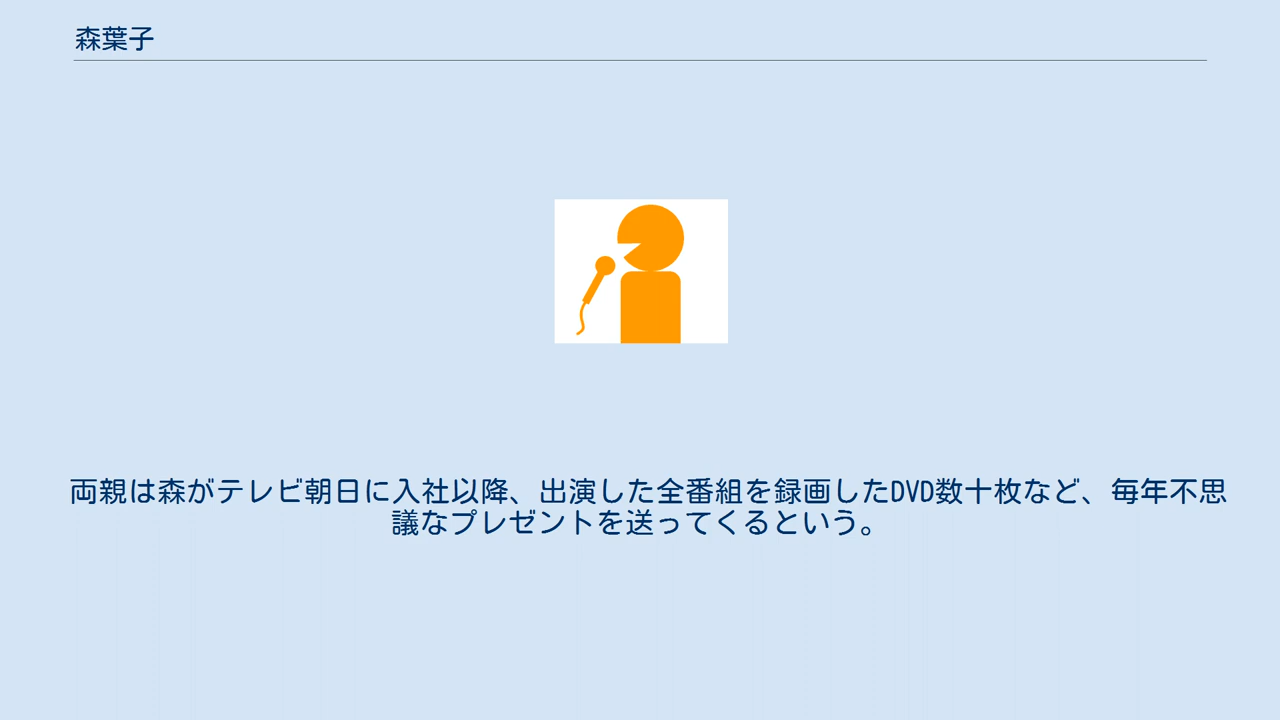 森葉子
両親は森がテレビ朝日に入社以降、出演した全番組を録画したDVD数十枚など、毎年不思
議なプレゼントを送ってくるという。